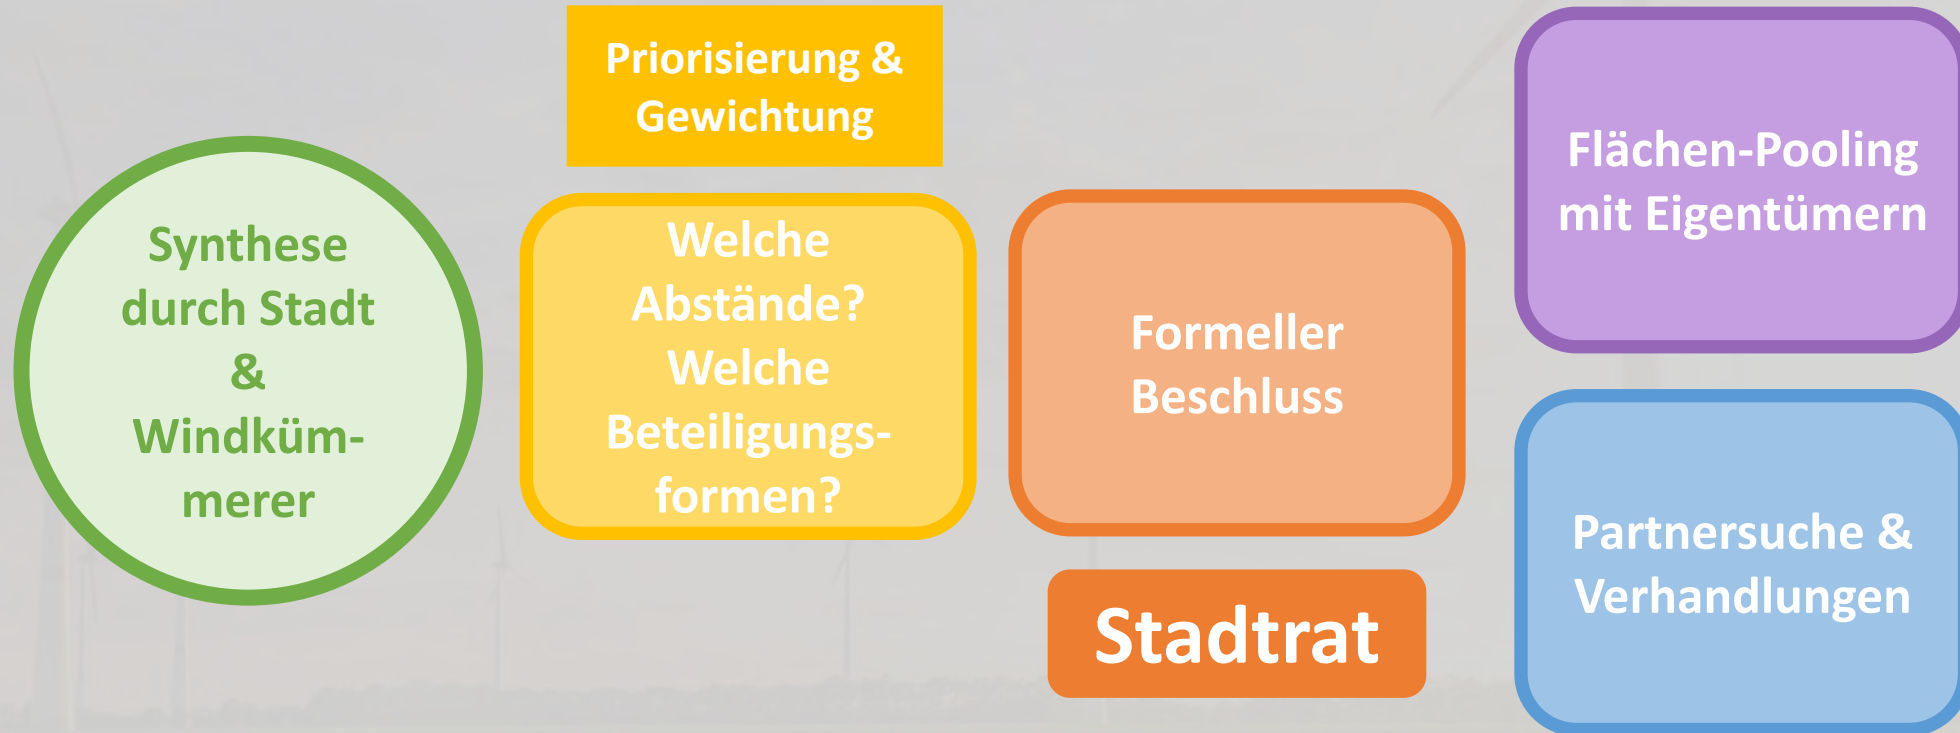 Synthese
durch Stadt
&
Windküm-
merer
Priorisierung &
Gewichtung
Welche
Abstände?
Welche
Beteiligungs-
formen?
Formeller
Beschluss
Stadtrat
Flächen-Pooling
mit Eigentümern
Partnersuche &
Verhandlungen